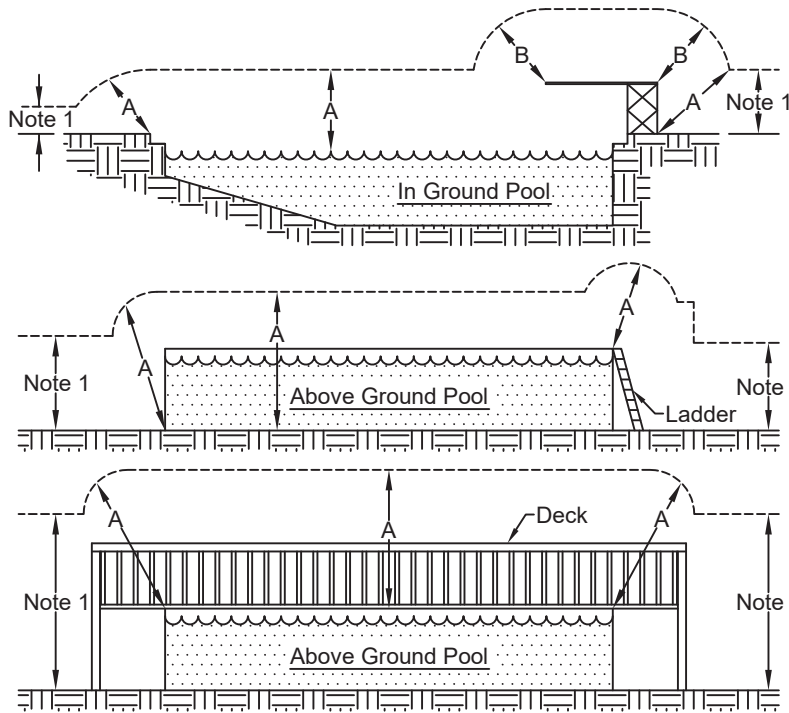 B
B
A
A
A
Note 1
Note 1
In Ground Pool
A
A
A
Note 1
Note
Above Ground Pool
Ladder
Deck
A
A
A
Note 1
Note
Above Ground Pool